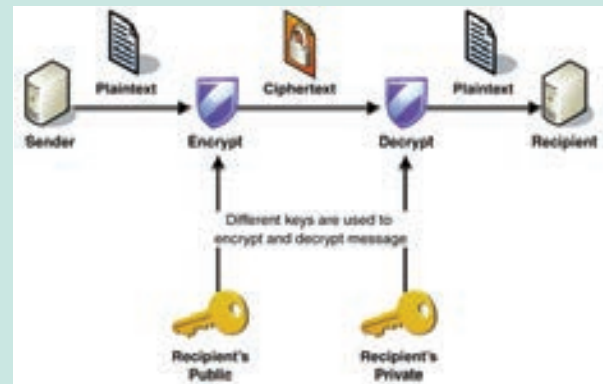 Plaintext Ciphertext Plaintext
Sender Encrypt Decrypt Recipient
Different keys are used to
encrypt and decrypt message
Recipient's Recipient's
Public Private